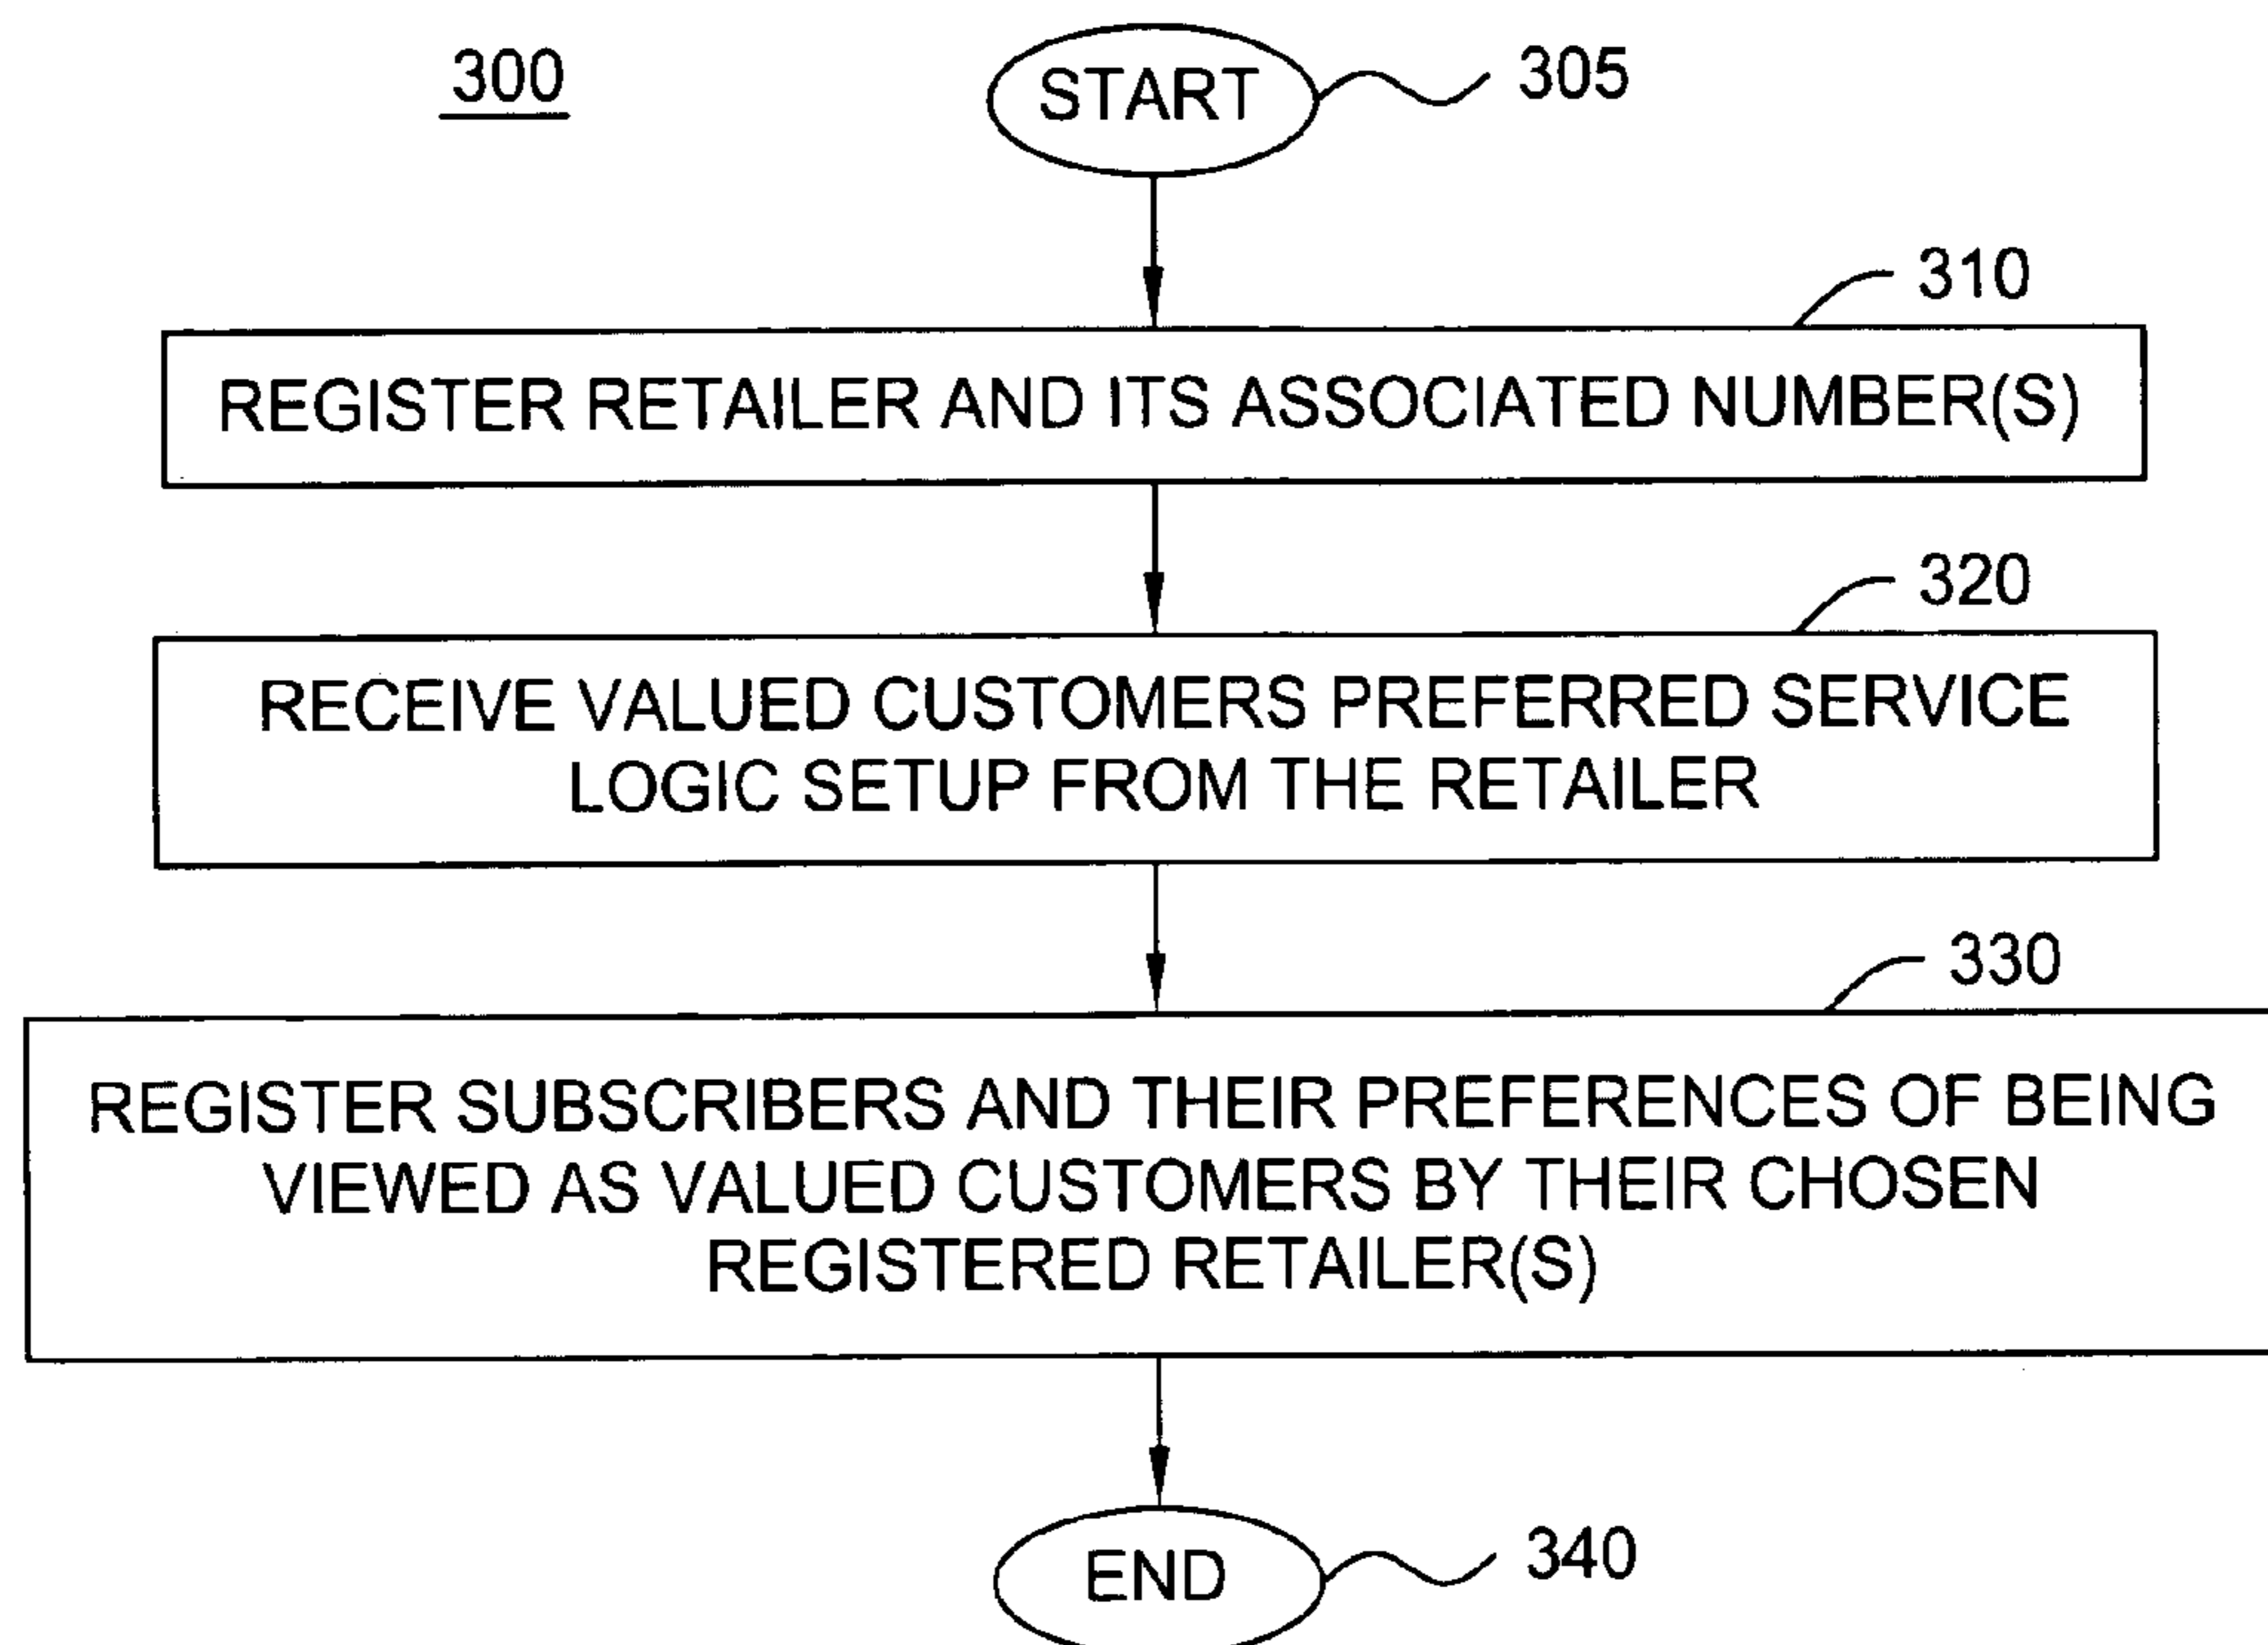 300
START
305
310
REGISTER RETAILER AND ITS ASSOCIATED NUMBER(S)
320
RECEIVE VALUED CUSTOMERS PREFERRED SERVICE
LOGIC SETUP FROM THE RETAILER
330
REGISTER SUBSCRIBERS AND THEIR PREFERENCES OF BEING
VIEWED AS VALUED CUSTOMERS BY THEIR CHOSEN
REGISTERED RETAILER(S)
END
340